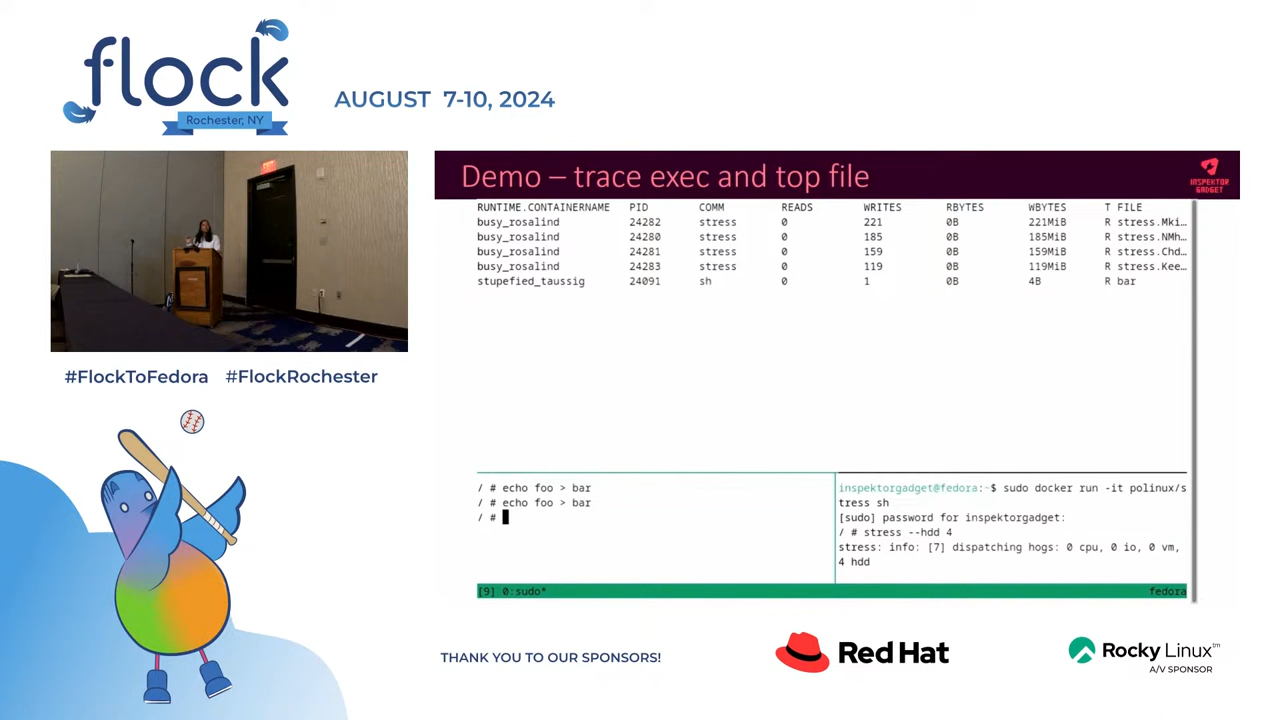 flock
Rochester, NY
AUGUST 7-10, 2024
#FlockToFedora #FlockRochester
Demo – trace exec and top file
INSPEKTOR
GADGET
RUNTIME.CONTAINERNAME PID COMM READS WRITES RBYTES WBYTES T FILE
busy_rosalind 24282 stress 0 221 0B 221MiB R stress.Mki…
busy_rosalind 24280 stress 0 185 0B 185MiB R stress.NMh…
busy_rosalind 24281 stress 0 159 0B 159MiB R stress.Chd…
busy_rosalind 24283 stress 0 119 0B 119MiB R stress.Kee…
stupefied_taussig 24091 sh 0 1 0B 4B R bar
/ # echo foo > bar
/ # echo foo > bar
/ #
inspektorgadget@fedora:~$ sudo docker run -it polinux/s
tress sh
[sudo] password for inspektorgadget:
/ # stress --hdd 4
stress: info: [7] dispatching hogs: 0 cpu, 0 io, 0 vm,
4 hdd
[9] 0:sudo* fedora
THANK YOU TO OUR SPONSORS!
Red Hat
Rocky Linux™
A/V SPONSOR